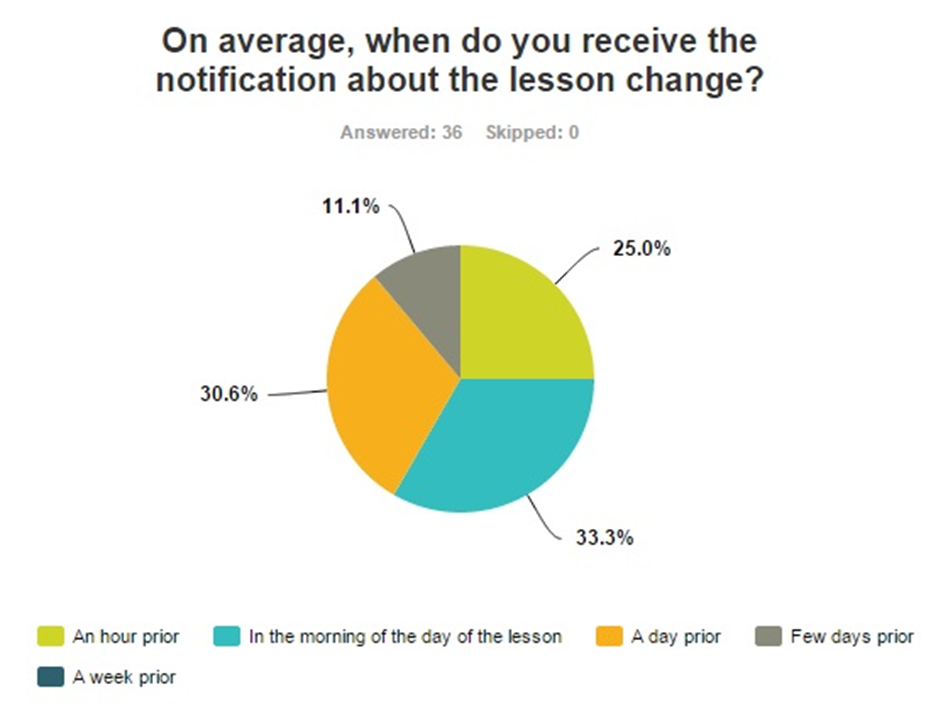 On average, when do you receive the
notification about the lesson change?
Answered: 36 Skipped: 0
11.1%
25.0%
30.6%
33.3%
An hour prior
In the morning of the day of the lesson
A day prior
Few days prior
A week prior